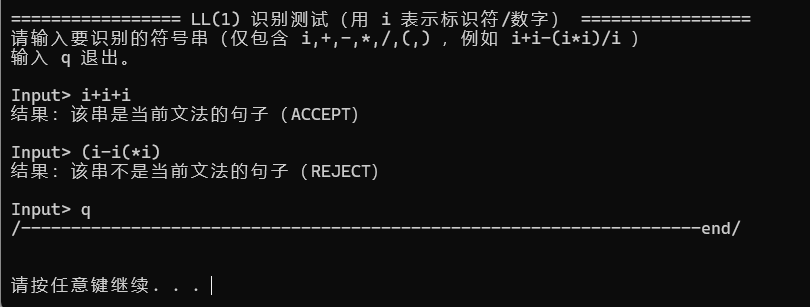 ================= LL(1) 识别测试（用 i 表示标识符/数字） =================
请输入要识别的符号串（仅包含 i,+,-,*,/,(,) ，例如 i+i-(i*i)/i ）
输入 q 退出。
Input> i+i+i
结果：该串是当前文法的句子（ACCEPT）
Input> (i-i(*i)
结果：该串不是当前文法的句子（REJECT）
Input> q
/--------------------------------------------------------------------end/
请按任意键继续. . .